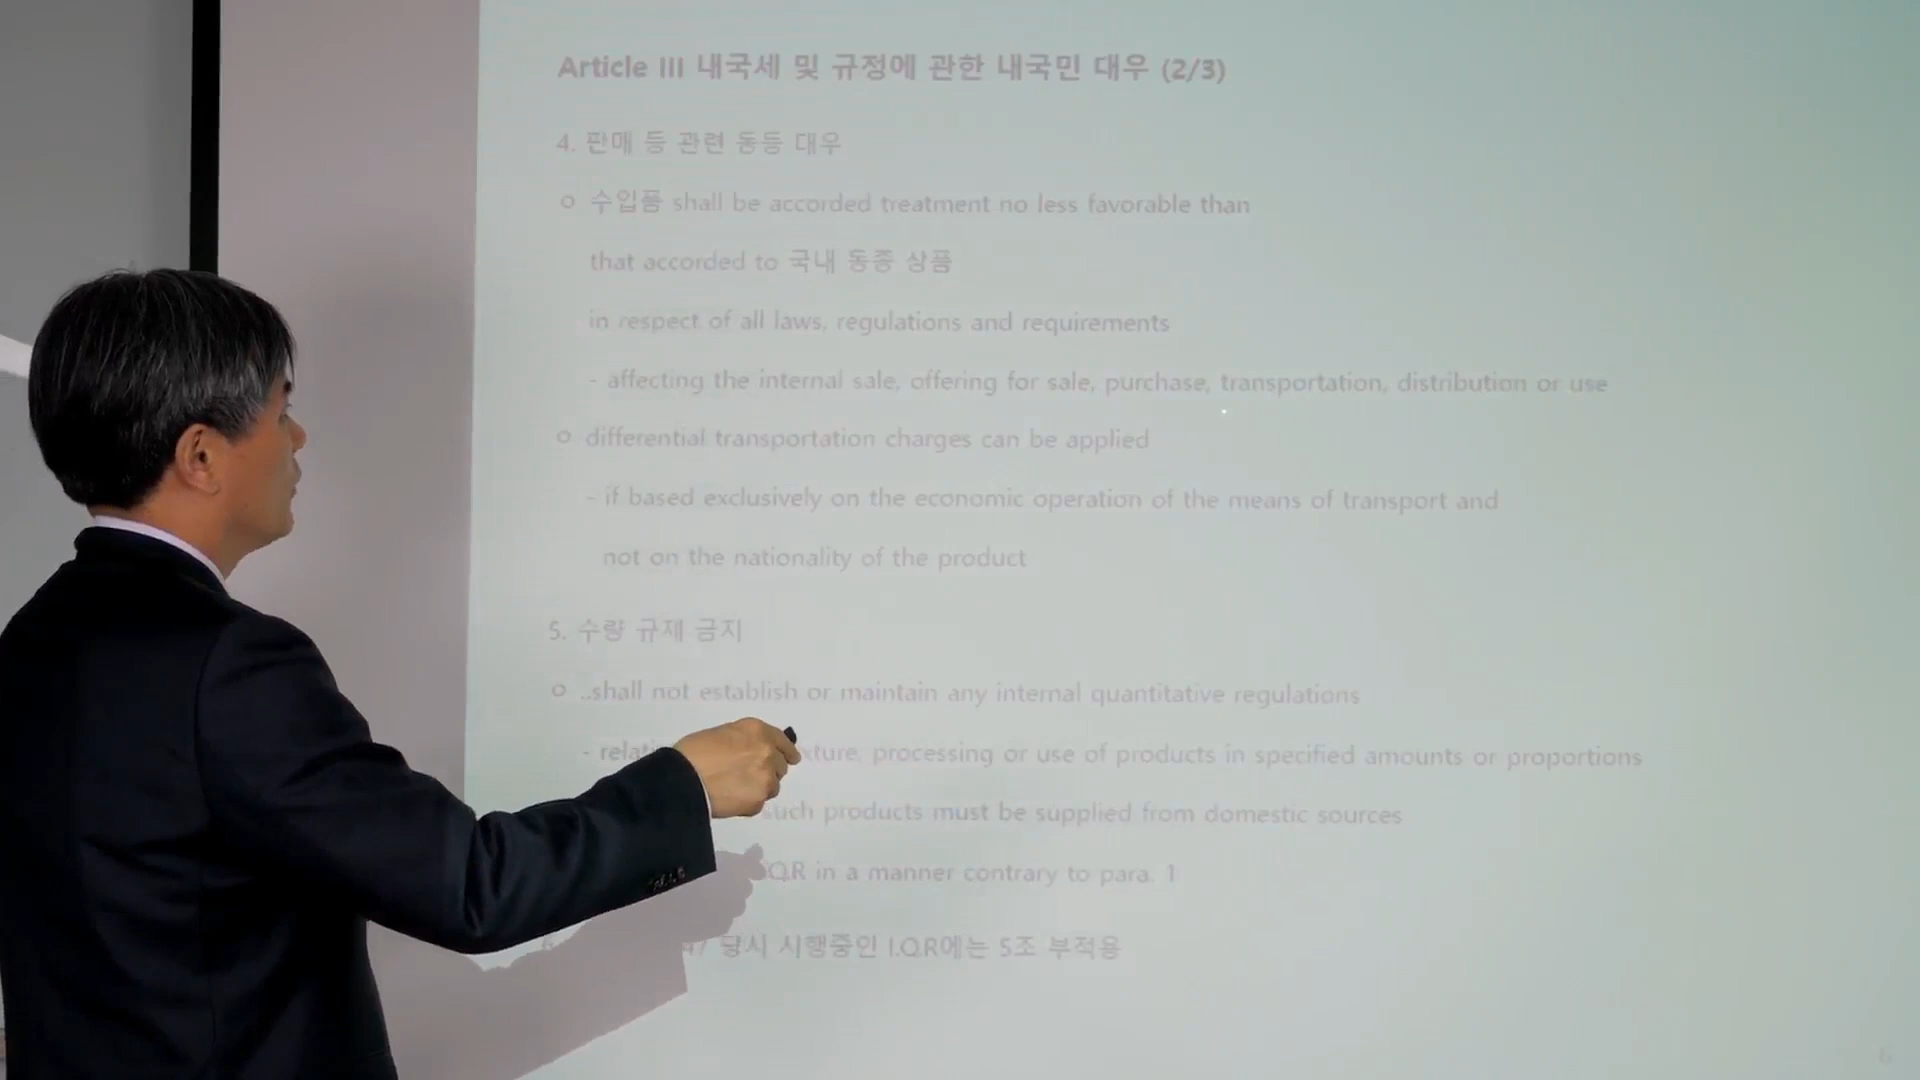 Article III 내국세 및 규정에 관한 내국민 대우 (2/3)
4. 판매 등 관련 동등 대우
o 수입품 shall be accorded treatment no less favorable than
that accorded to 국내 동종 상품
in respect of all laws, regulations and requirements
- affecting the internal sale, offering for sale, purchase, transportation, distribution or use
o differential transportation charges can be applied
- if based exclusively on the economic operation of the means of transport and
not on the nationality of the product
5. 수량 규제 금지
o ..shall not establish or maintain any internal quantitative regulations
- processing or use of products in specified amounts or proportions
such products must be supplied from domestic sources
in a manner contrary to para. 1
당시 시행중인 I.Q.R에는 5조 부적용
6